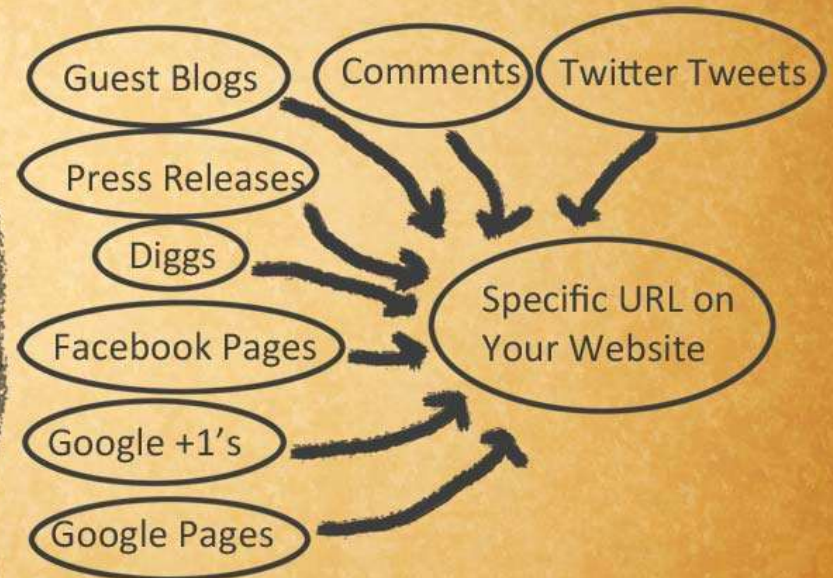 Guest Blogs
Comments
Twitter Tweets
Press Releases
Diggs
Specific URL on
Your Website
Facebook Pages
Google +1's
Google Pages